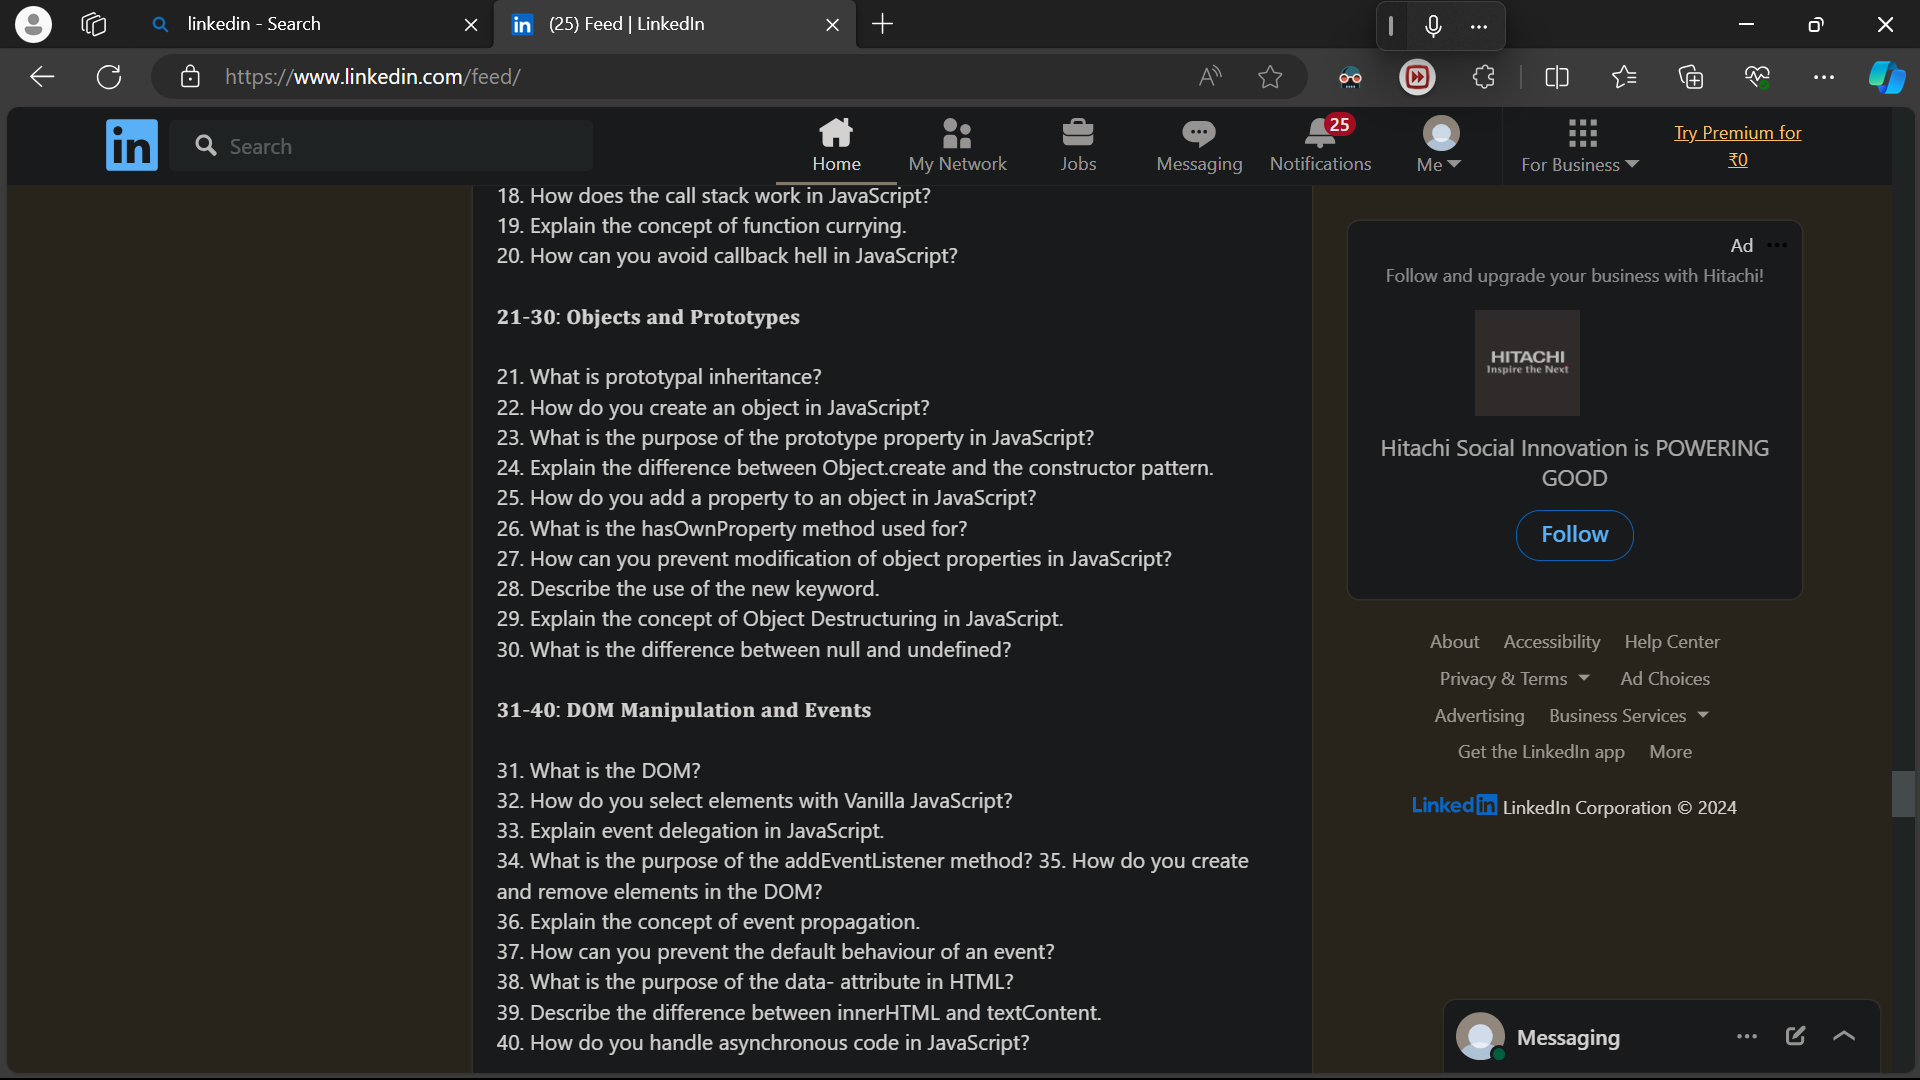 linkedin - Search
(25) Feed | LinkedIn
https://www.linkedin.com/feed/
in
Search
Home
My Network
Jobs
Messaging
25
Notifications
Me
For Business
Try Premium for
₹0
18. How does the call stack work in JavaScript?
19. Explain the concept of function currying.
20. How can you avoid callback hell in JavaScript?
21-30: Objects and Prototypes
21. What is prototypal inheritance?
22. How do you create an object in JavaScript?
23. What is the purpose of the prototype property in JavaScript?
24. Explain the difference between Object.create and the constructor pattern.
25. How do you add a property to an object in JavaScript?
26. What is the hasOwnProperty method used for?
27. How can you prevent modification of object properties in JavaScript?
28. Describe the use of the new keyword.
29. Explain the concept of Object Destructuring in JavaScript.
30. What is the difference between null and undefined?
31-40: DOM Manipulation and Events
31. What is the DOM?
32. How do you select elements with Vanilla JavaScript?
33. Explain event delegation in JavaScript.
34. What is the purpose of the addEventListener method? 35. How do you create
and remove elements in the DOM?
36. Explain the concept of event propagation.
37. How can you prevent the default behaviour of an event?
38. What is the purpose of the data- attribute in HTML?
39. Describe the difference between innerHTML and textContent.
40. How do you handle asynchronous code in JavaScript?
Ad
Follow and upgrade your business with Hitachi!
HITACHI
Inspire the Next
Hitachi Social Innovation is POWERING
GOOD
Follow
About Accessibility Help Center
Privacy & Terms Ad Choices
Advertising Business Services
Get the LinkedIn app More
LinkedIn LinkedIn Corporation © 2024
Messaging